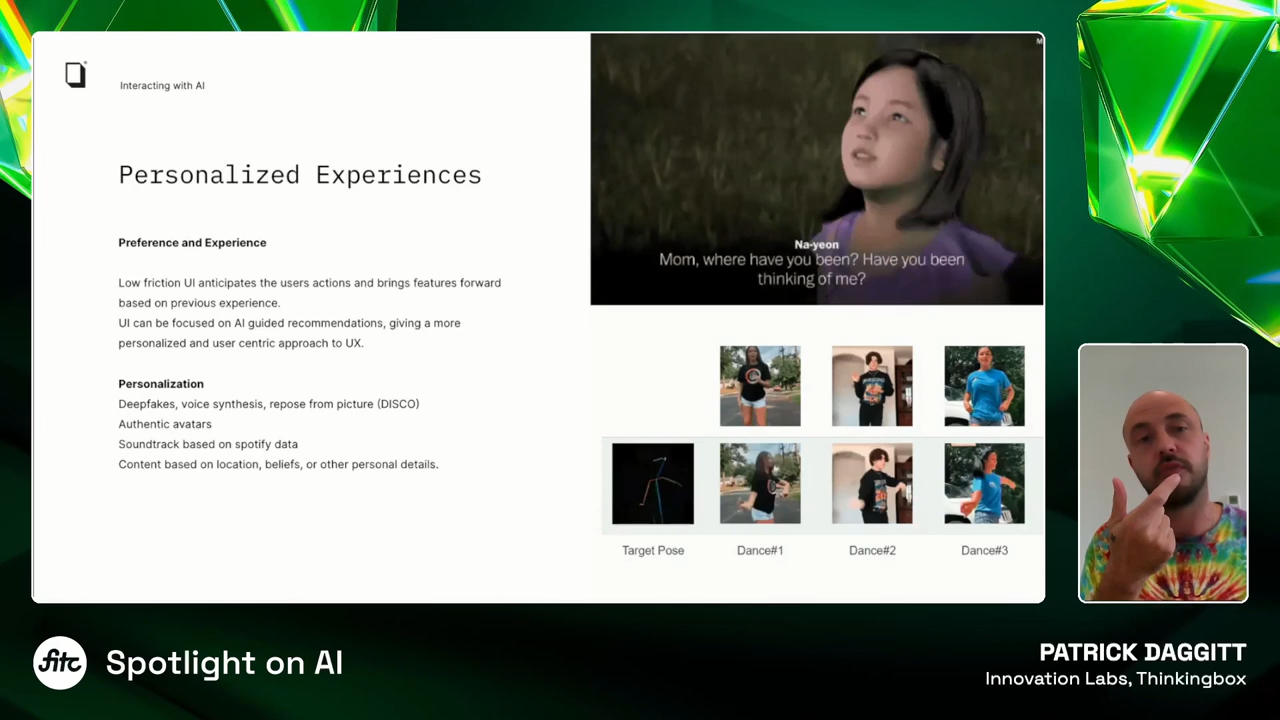 Interacting with AI
Personalized Experiences
Preference and Experience
Low friction UI anticipates the users actions and brings features forward
based on previous experience.
UI can be focused on AI guided recommendations, giving a more
personalized and user centric approach to UX.
Personalization
Deepfakes, voice synthesis, repose from picture (DISCO)
Authentic avatars
Soundtrack based on spotify data
Content based on location, beliefs, or other personal details.
M
Na-yeon
Mom, where have you been? Have you been
thinking of me?
Target Pose Dance#1 Dance#2 Dance#3
fitc Spotlight on AI
PATRICK DAGGITT
Innovation Labs, Thinkingbox